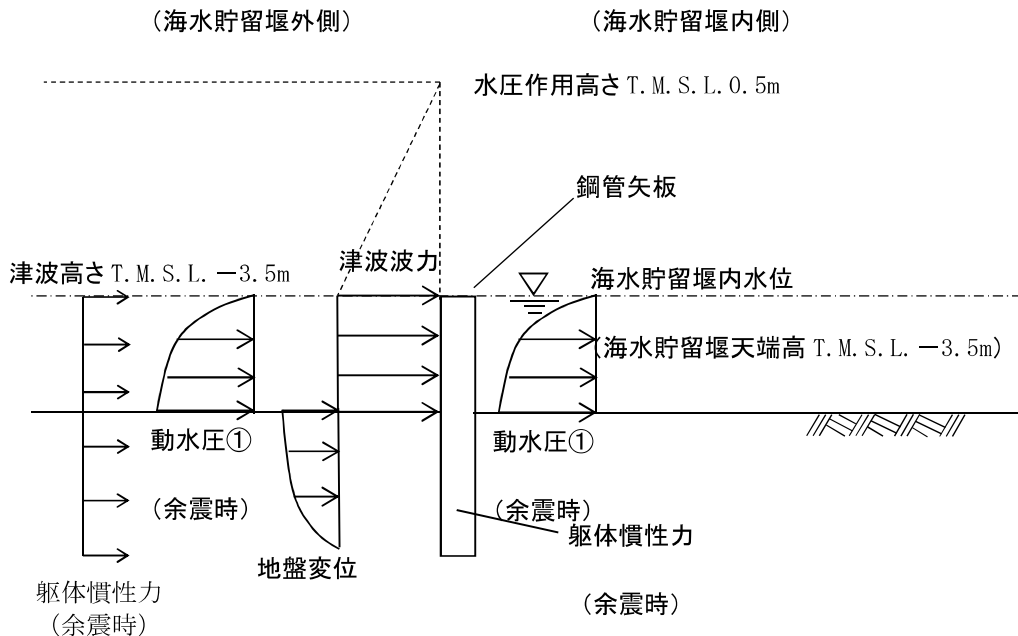 （海水貯留堰外側）
（海水貯留堰内側）
水圧作用高さ T.M.S.L.0.5m
鋼管矢板
津波高さ T.M.S.L.－3.5m
津波波力
海水貯留堰内水位
（海水貯留堰天端高 T.M.S.L.－3.5m）
動水圧①
（余震時）
動水圧①
（余震時）
躯体慣性力
（余震時）
地盤変位
躯体慣性力
（余震時）